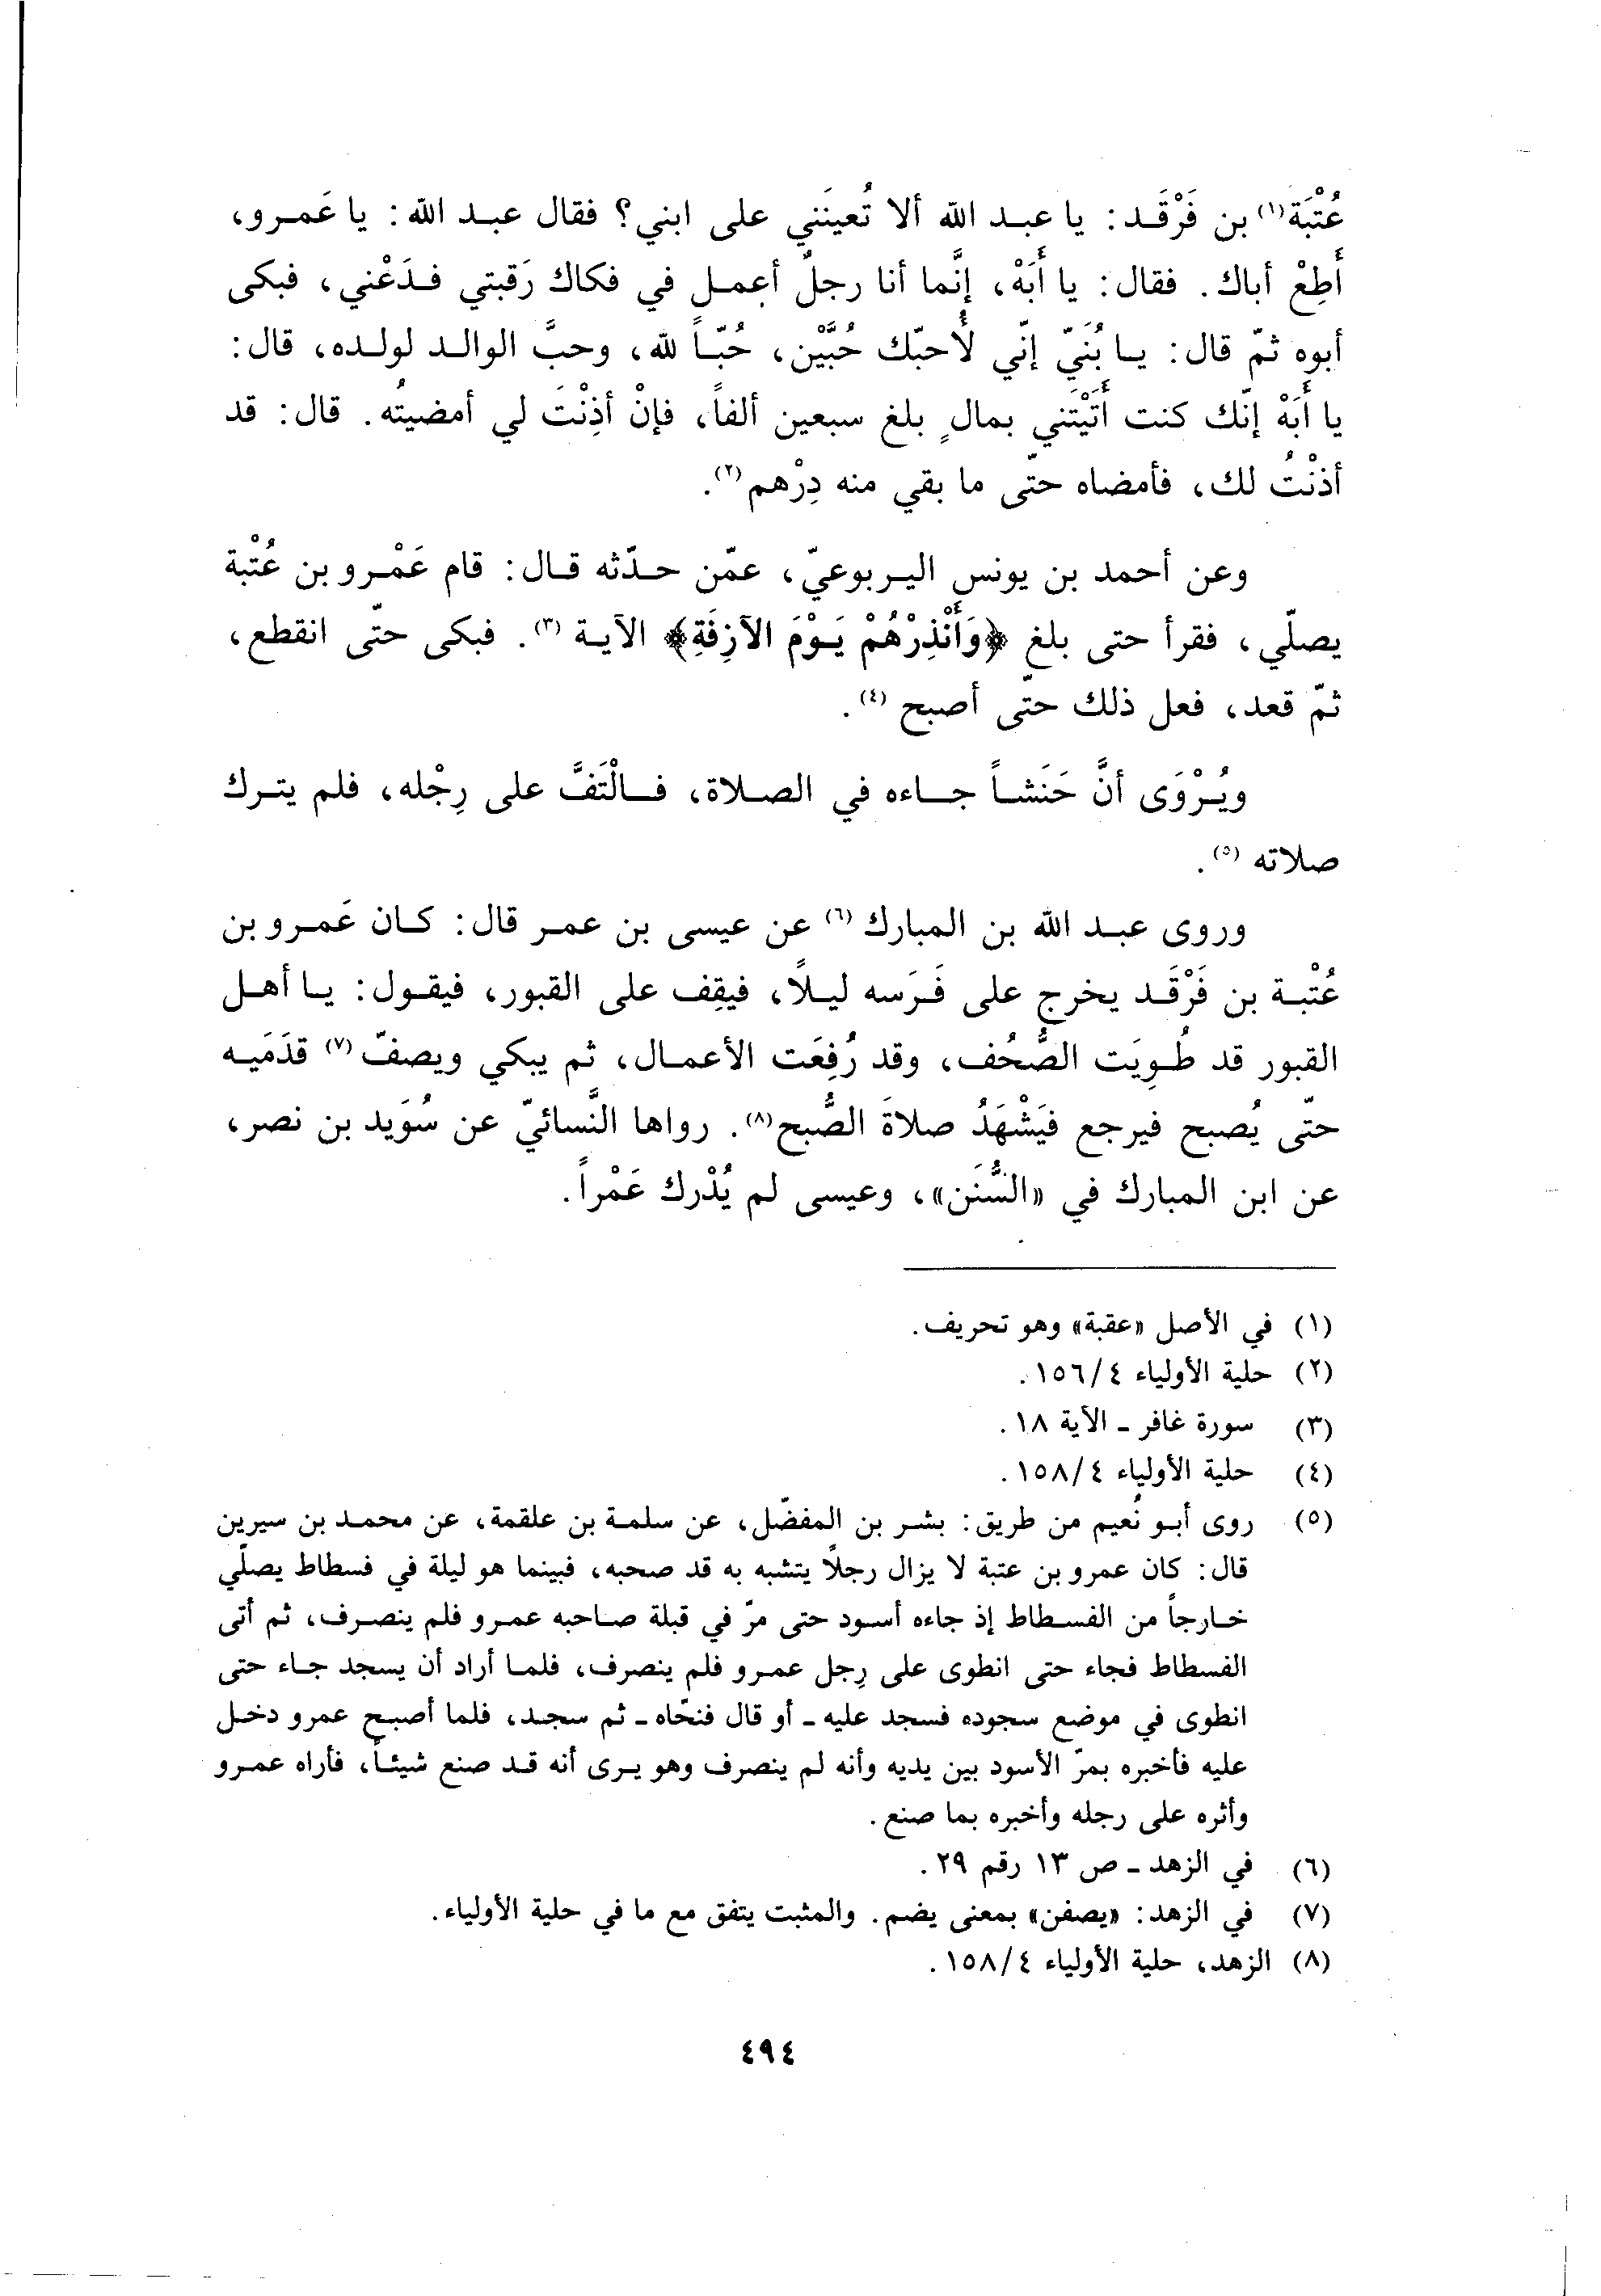 عُتْبَة(١) بن فَرْقَد: يا عبد الله ألا تُعينَني على ابني؟ فقال عبد الله: يا عَمرو،
أَطِعْ أباك. فقال: يا أَبَهْ، إنَّما أنا رجلٌ أعمل في فكاك رَقبتي فدَعْني، فبكى
أبوه ثمّ قال: يا بُنَيّ إنّي لأُحبّك حُبَّيْن، حُبّاً لله، وحبَّ الوالد لولده، قال:
يا أَبَهْ إنّك كنت أَتَيْتَني بمالٍ بلغ سبعين ألفاً، فإنْ أذِنْتَ لي أمضيتُه. قال: قد
أذنْتُ لك، فأمضاه حتّى ما بقي منه دِرْهم(٢).
وعن أحمد بن يونس اليربوعيّ، عمّن حدّثه قال: قام عَمْرو بن عُتْبة
يصلّي، فقرأ حتى بلغ ﴿وَأَنْذِرْهُمْ يَوْمَ الآزِفَةِ﴾ الآية (٣). فبكى حتّى انقطع،
ثمّ قعد، فعل ذلك حتّى أصبح (٤).
ويُرْوَى أنَّ حَنَشاً جاءه في الصلاة، فالْتَفَّ على رِجْله، فلم يترك
صلاته (٥).
وروى عبد الله بن المبارك (٦) عن عيسى بن عمر قال: كان عَمرو بن
عُتْبة بن فَرْقَد يخرج على فَرَسه ليلاً، فيقِف على القبور، فيقول: يا أهل
القبور قد طُوِيَت الصُّحُف، وقد رُفِعَت الأعمال، ثم يبكي ويصفّ (٧) قدَمَيه
حتّى يُصبح فيرجع فيَشْهَدُ صلاةَ الصُّبح(٨). رواها النَّسائيّ عن سُوَيد بن نصر،
عن ابن المبارك في «السُّنَن»، وعيسى لم يُدْرك عَمْراً.
(١) في الأصل «عقبة» وهو تحريف.
(٢) حلية الأولياء ٤/١٥٦.
(٣) سورة غافر ـ الآية ١٨.
(٤) حلية الأولياء ٤/١٥٨.
(٥) روى أبو نُعيم من طريق: بشر بن المفضّل، عن سلمة بن علقمة، عن محمد بن سيرين
قال: كان عمرو بن عتبة لا يزال رجلاً يتشبه به قد صحبه، فبينما هو ليلة في فسطاط يصلّي
خارجاً من الفسطاط إذ جاءه أسود حتى مرّ في قبلة صاحبه عمرو فلم ينصرف، ثم أتى
الفسطاط فجاء حتى انطوى على رِجل عمرو فلم ينصرف، فلما أراد أن يسجد جاء حتى
انطوى في موضع سجوده فسجد عليه ـ أو قال فنحّاه ـ ثم سجد، فلما أصبح عمرو دخل
عليه فأخبره بمرّ الأسود بين يديه وأنه لم ينصرف وهو يرى أنه قد صنع شيئاً، فأراه عمرو
وأثره على رجله وأخبره بما صنع.
(٦) في الزهد ـ ص ١٣ رقم ٢٩.
(٧) في الزهد: «يصفن» بمعنى يضم. والمثبت يتفق مع ما في حلية الأولياء.
(٨) الزهد، حلية الأولياء ٤/١٥٨.
٤٩٤